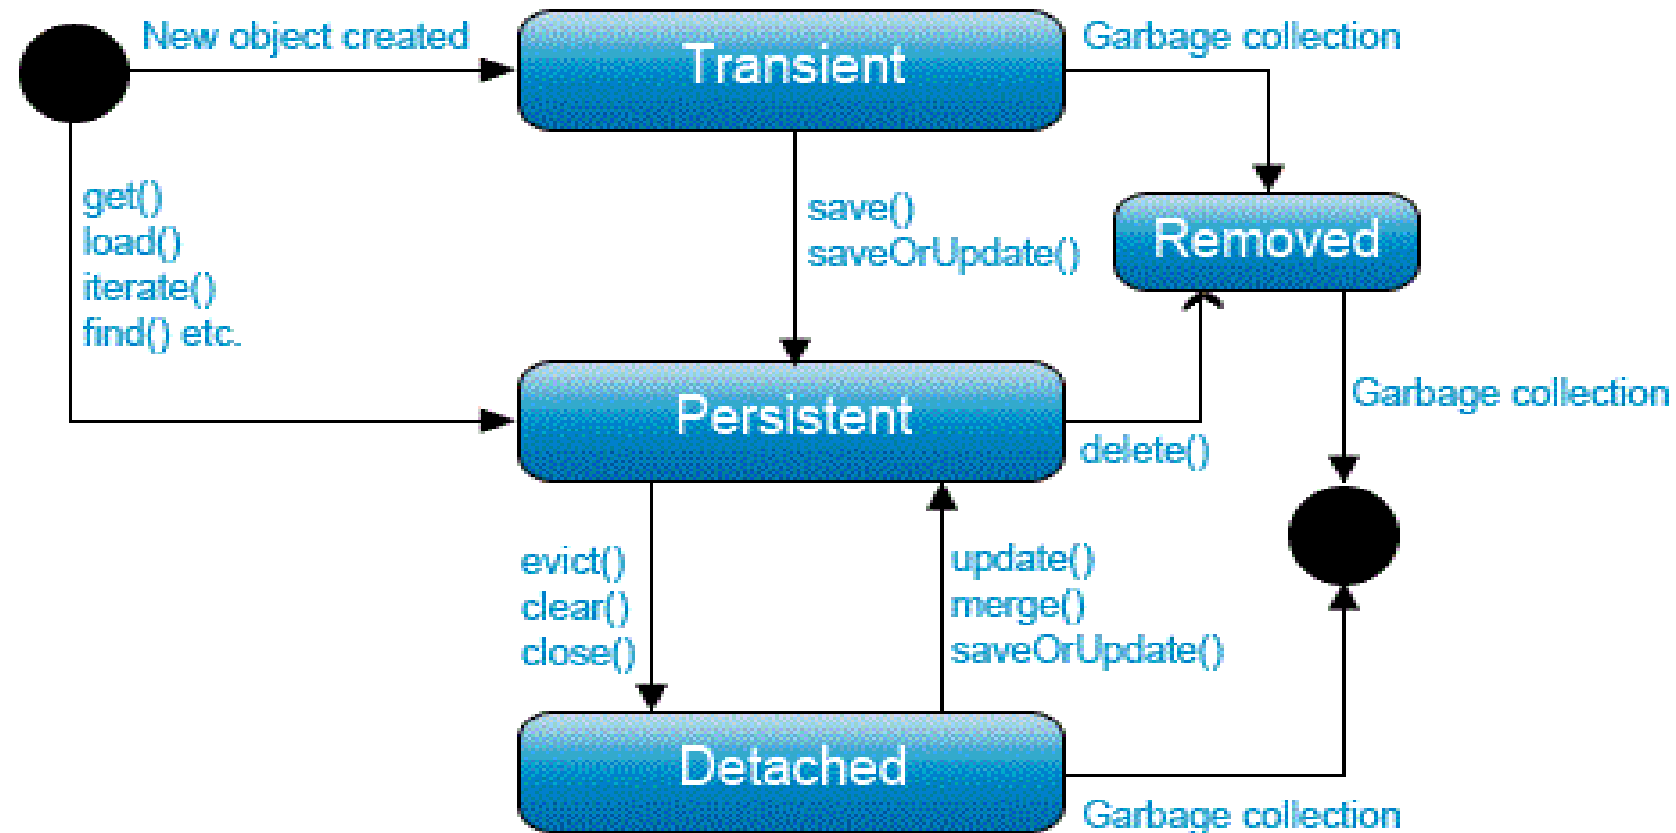 New object created
Transient
Garbage collection
get()
load()
iterate()
find() etc.
save()
saveOrUpdate()
Removed
Persistent
delete()
Garbage collection
evict()
clear()
close()
update()
merge()
saveOrUpdate()
Detached
Garbage collection